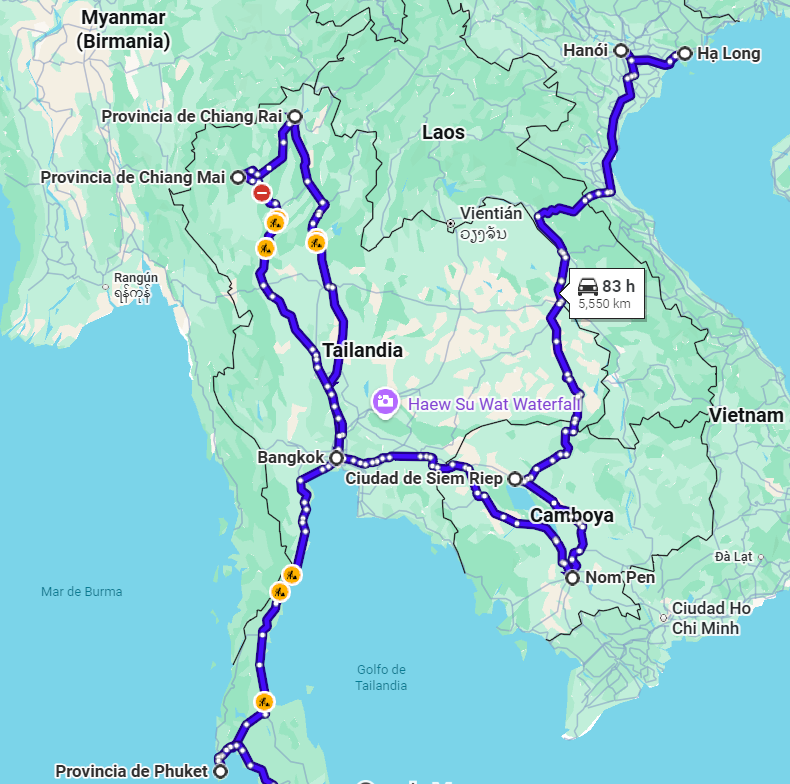 Myanmar
(Birmania)
Hanói
Hạ Long
Provincia de Chiang Rai
Laos
Provincia de Chiang Mai
Vientián
ວຽງຈັນ
Rangún
ရန်ကုန်
83 h
5,550 km
Tailandia
Haew Su Wat Waterfall
Vietnam
Bangkok
Ciudad de Siem Riep
Camboya
Đà Lạt
Nom Pen
Mar de Burma
Ciudad Ho
Chi Minh
Golfo de
Tailandia
Provincia de Phuket